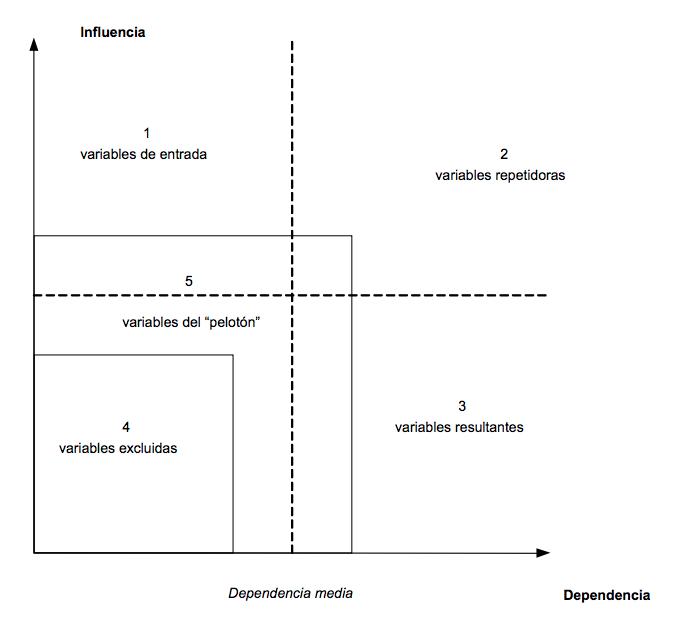 Influencia
1
variables de entrada
2
variables repetidoras
5
variables del “pelotón”
3
variables resultantes
4
variables excluidas
Dependencia media
Dependencia